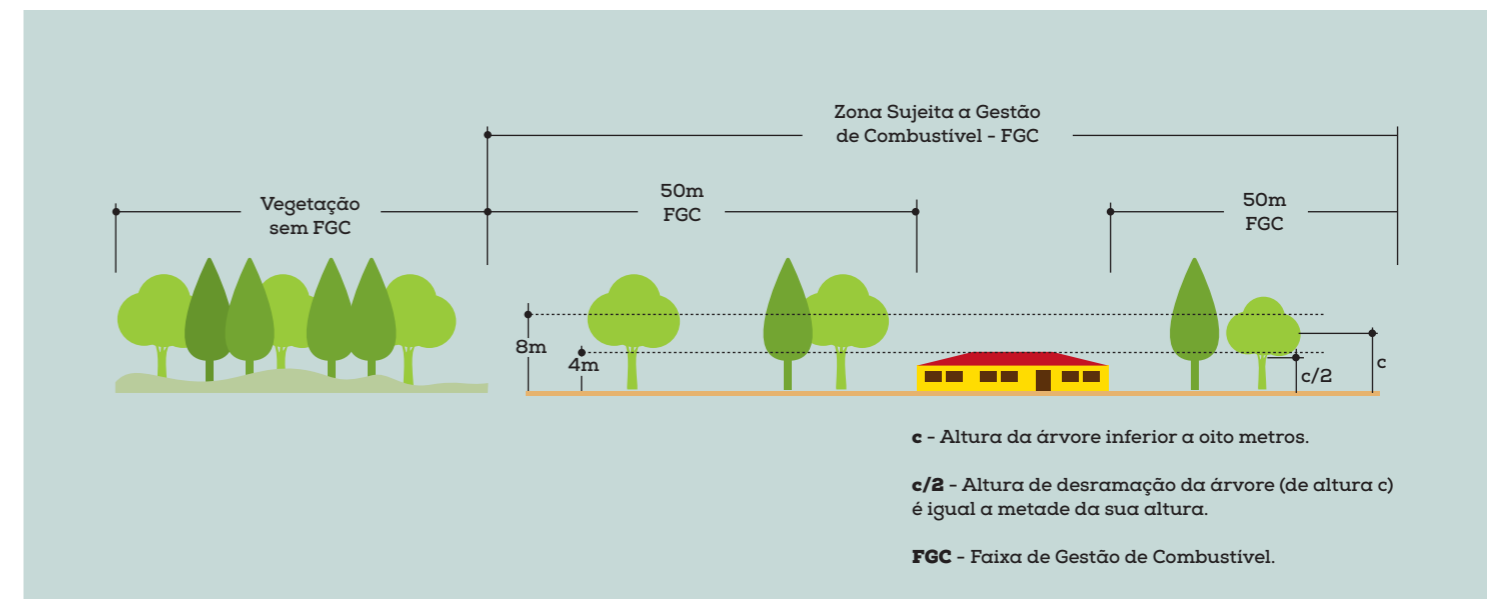 Zona Sujeita a Gestão
de Combustível - FGC
Vegetação
sem FGC
50m
FGC
50m
FGC
8m
4m
c/2
c
c - Altura da árvore inferior a oito metros.
c/2 - Altura de desramação da árvore (de altura c)
é igual a metade da sua altura.
FGC - Faixa de Gestão de Combustível.